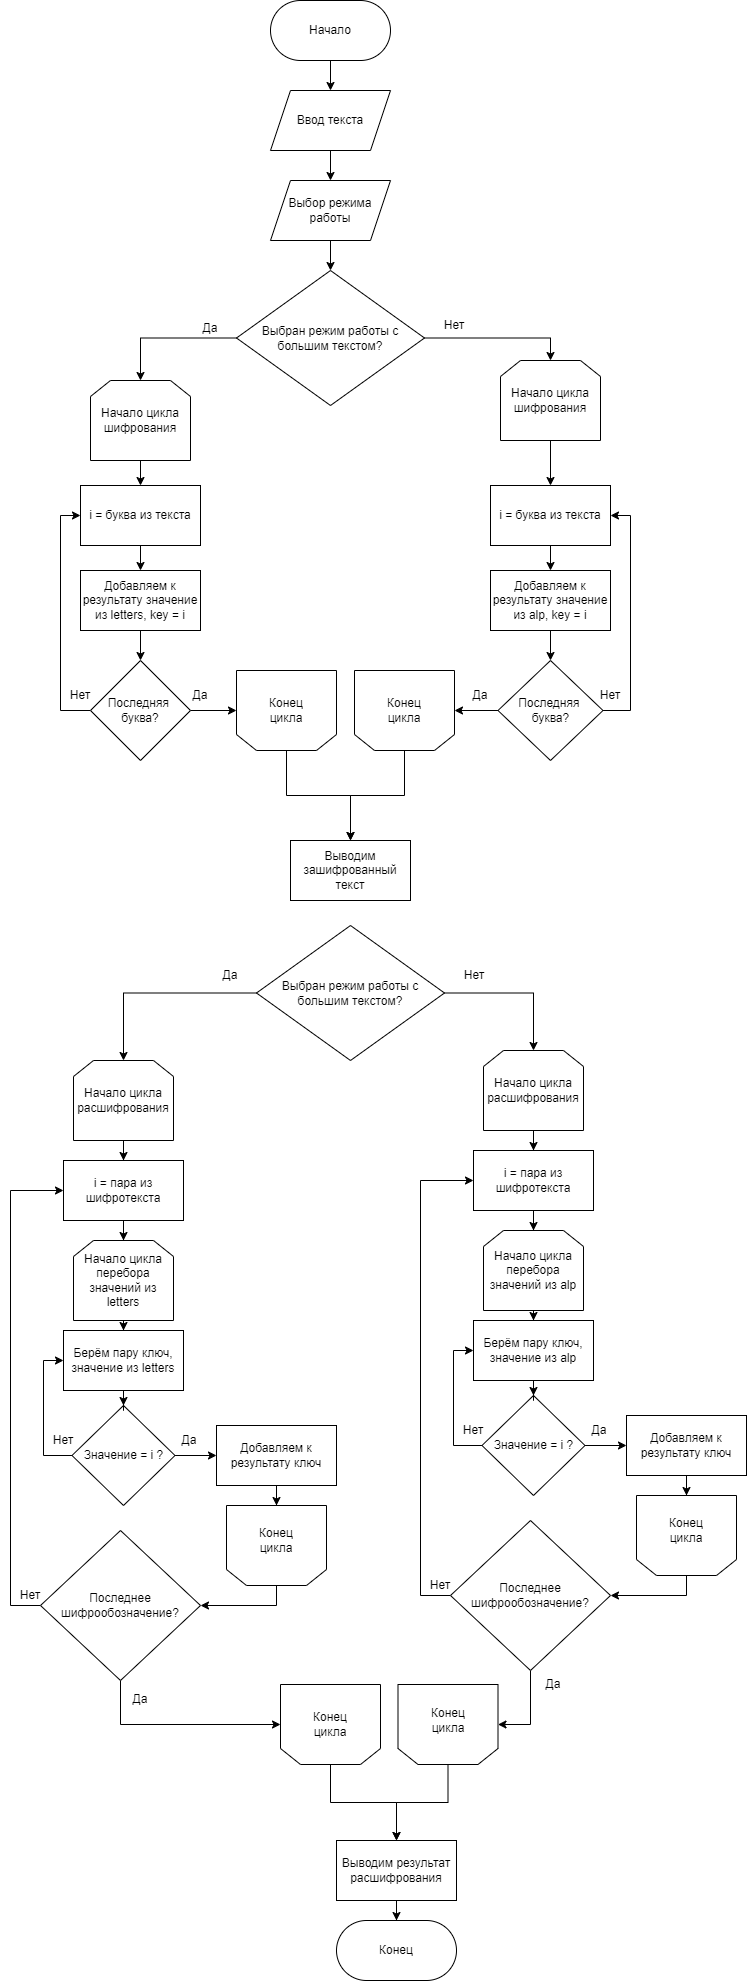 Начало
Ввод текста
Выбор режима
работы
Выбран режим работы с
большим текстом?
Да
Нет
Начало цикла
шифрования
Начало цикла
шифрования
i = буква из текста
i = буква из текста
Добавляем к
результату значение
из letters, key = i
Добавляем к
результату значение
из alp, key = i
Нет
Последняя
буква?
Да
Конец
цикла
Конец
цикла
Да
Последняя
буква?
Нет
Выводим
зашифрованный
текст
Выбран режим работы с
большим текстом?
Да
Нет
Начало цикла
расшифрования
Начало цикла
расшифрования
i = пара из
шифротекста
i = пара из
шифротекста
Начало цикла
перебора
значений из
letters
Начало цикла
перебора
значений из alp
Берём пару ключ,
значение из letters
Берём пару ключ,
значение из alp
Нет
Значение = i ?
Да
Добавляем к
результату ключ
Нет
Значение = i ?
Да
Добавляем к
результату ключ
Конец
цикла
Конец
цикла
Нет
Последнее
шифрообозначение?
Нет
Последнее
шифрообозначение?
Да
Да
Конец
цикла
Конец
цикла
Выводим результат
расшифрования
Конец